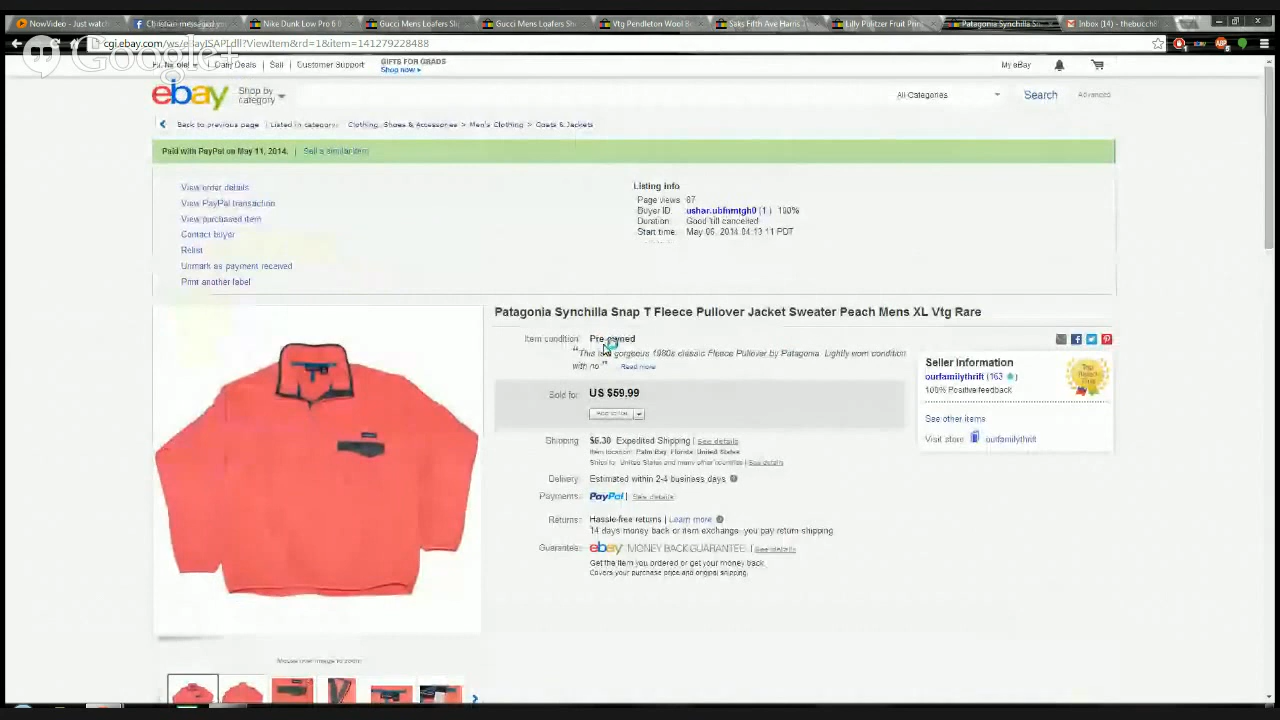 NowVideo - Just watch
Christian messaged y
Nike Dunk Low Pro 6.0
Gucci Mens Loafers Sh
Gucci Mens Loafers Sh
Vtg Pendleton Wool B
Saks Fifth Ave Harris T
Lilly Pulitzer Fruit Prin
Patagonia Synchilla Sn
Inbox (14) - thebuch8
cgi.ebay.com/ws/eBayISAPI.dll?ViewItem&rd=1&item=141279228488
Google+
Daily Deals | Sell | Customer Support
GIFTS FOR GRADS
Shop now ▸
My eBay
ebay
Shop by
category
All Categories
Search
Advanced
Back to previous page | Listed in category: Clothing, Shoes & Accessories > Men's Clothing > Coats & Jackets
Paid with PayPal on May 11, 2014. | Sell a similar item
View order details
View PayPal transaction
View purchased item
Contact buyer
Relist
Unmark as payment received
Print another label
Listing info
Page views: 67
Buyer ID:
(1 ) 100%
Duration: Good 'till cancelled
Start time: May 06, 2014 04:13:11 PDT
Patagonia Synchilla Snap T Fleece Pullover Jacket Sweater Peach Mens XL Vtg Rare
Item condition: Pre-owned
"This is a gorgeous 1980s classic Fleece Pullover by Patagonia. Lightly worn condition
with no" Read more
Sold for: US $59.99
Shipping: $6.30 Expedited Shipping | See details
Item location: Palm Bay, Florida, United States
Ships to: United States and many other countries | See details
Delivery: Estimated within 2-4 business days
Payments: PayPal | See details
Returns: Hassle-free returns | Learn more
14 days money back or item exchange, you pay return shipping
Guarantee: ebay MONEY BACK GUARANTEE | See details
Get the item you ordered or get your money back.
Covers your purchase price and original shipping.
Seller information
ourfamilythrift (163 )
100% Positive feedback
See other items
Visit store: ourfamilythrift
Mouse over image to zoom